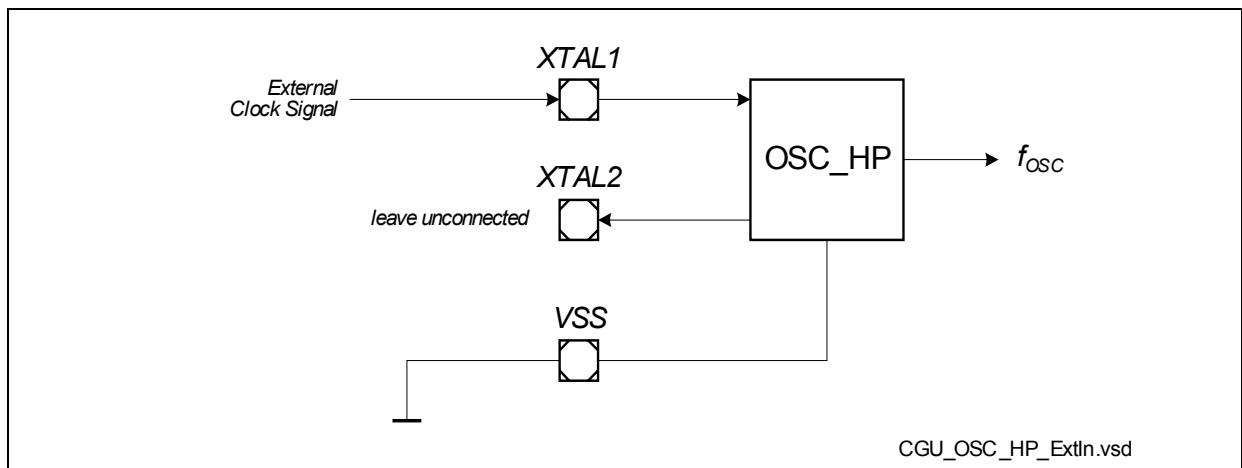 XTAL1
External
Clock Signal
OSC_HP
fOSC
XTAL2
leave unconnected
VSS
CGU_OSC_HP_ExtIn.vsd